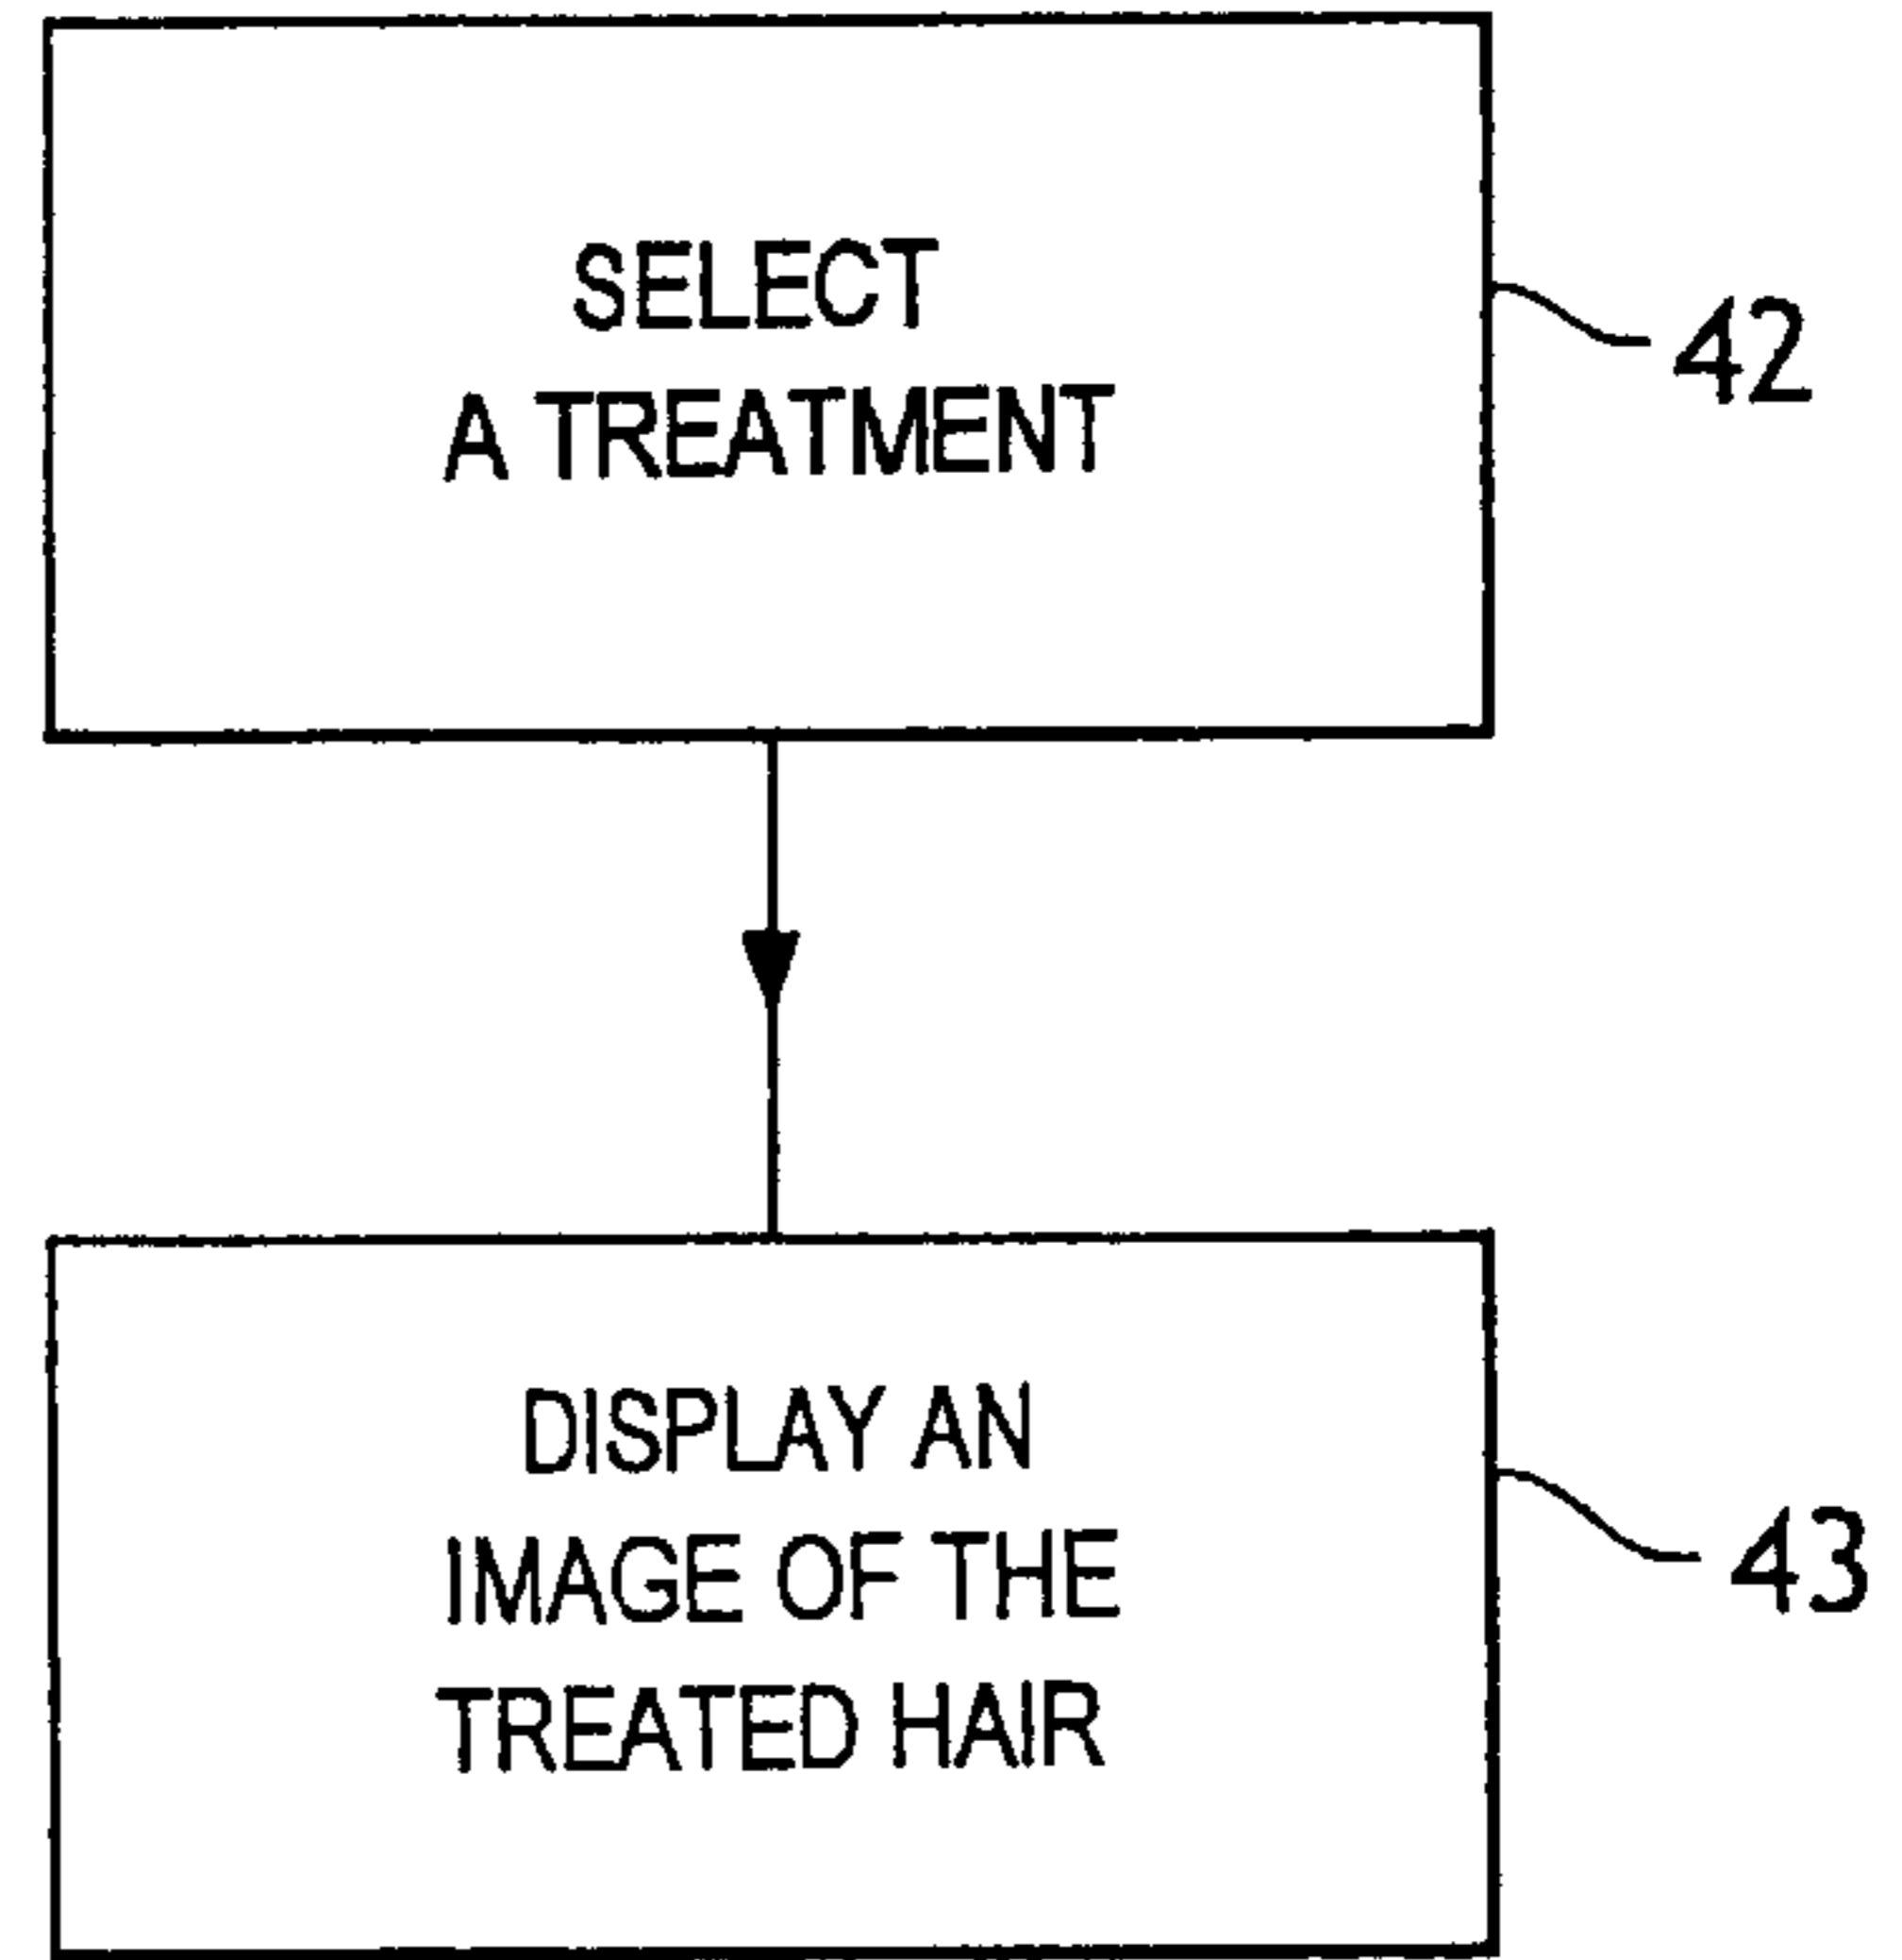 SELECT
A TREATMENT
42
DISPLAY AN
IMAGE OF THE
TREATED HAIR
43